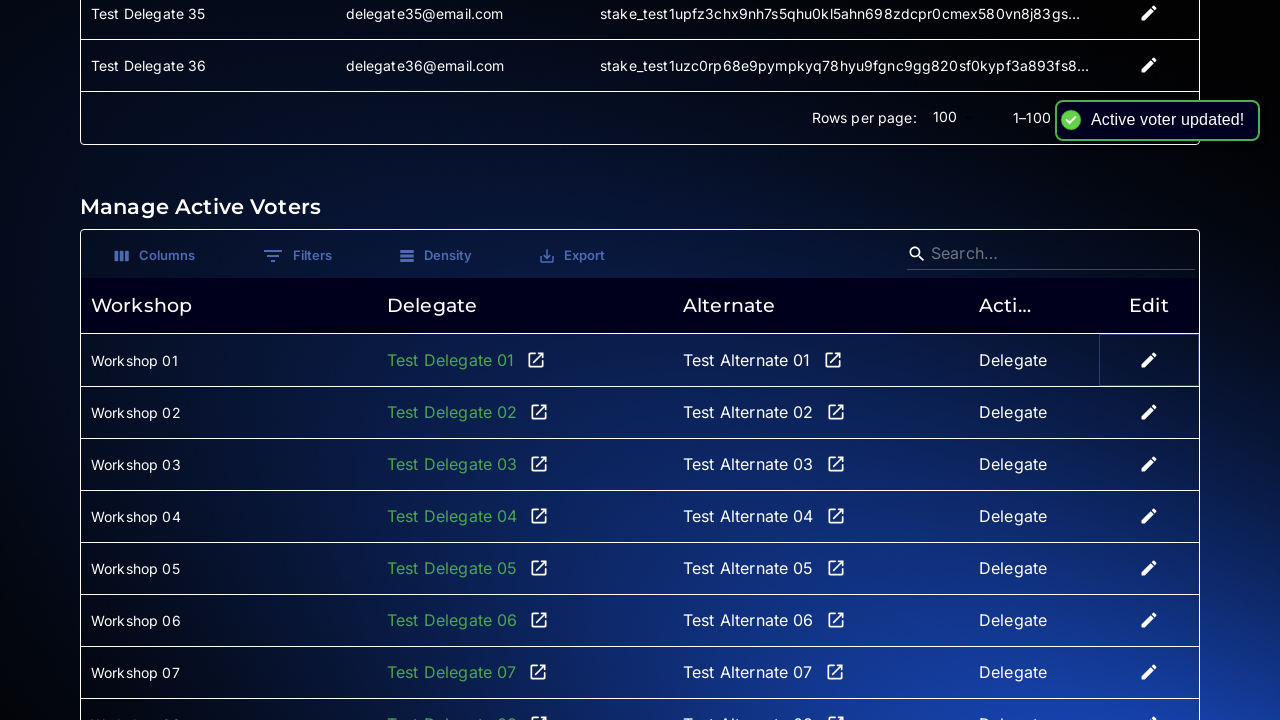 Test Delegate 35 delegate35@email.com stake_test1upfz3chx9nh7s5qhu0kl5ahn698zdcpr0cmex580vn8j83gs...
Test Delegate 36 delegate36@email.com stake_test1uzc0rp68e9pympkyq78hyu9fgnc9gg820sf0kypf3a893fs8...
Rows per page: 100 1–100
Active voter updated!
Manage Active Voters
Columns Filters Density Export Search...
Workshop Delegate Alternate Acti... Edit
Workshop 01 Test Delegate 01 Test Alternate 01 Delegate
Workshop 02 Test Delegate 02 Test Alternate 02 Delegate
Workshop 03 Test Delegate 03 Test Alternate 03 Delegate
Workshop 04 Test Delegate 04 Test Alternate 04 Delegate
Workshop 05 Test Delegate 05 Test Alternate 05 Delegate
Workshop 06 Test Delegate 06 Test Alternate 06 Delegate
Workshop 07 Test Delegate 07 Test Alternate 07 Delegate